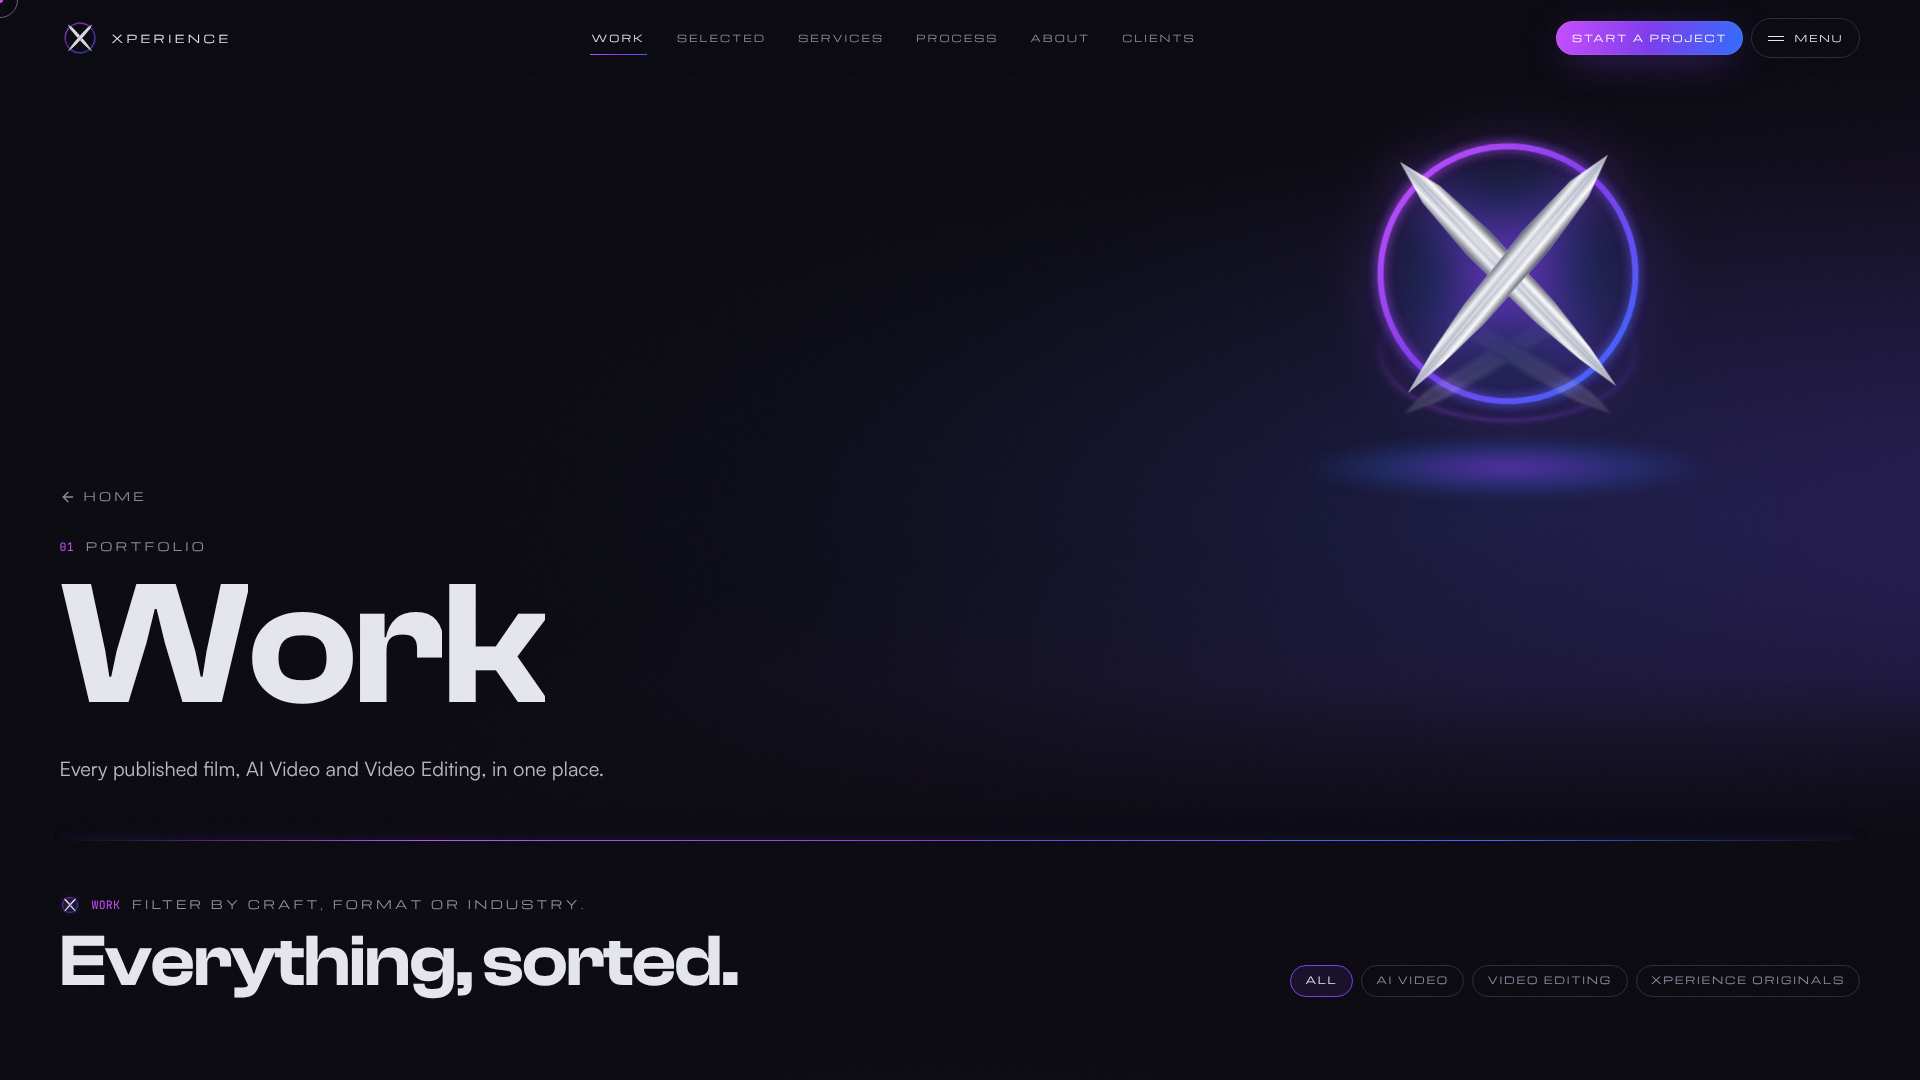 XPERIENCE
WORK
SELECTED
SERVICES
PROCESS
ABOUT
CLIENTS
START A PROJECT
MENU
HOME
01 PORTFOLIO
Work
Every published film, AI Video and Video Editing, in one place.
WORK FILTER BY CRAFT, FORMAT OR INDUSTRY.
Everything, sorted.
ALL
AI VIDEO
VIDEO EDITING
XPERIENCE ORIGINALS